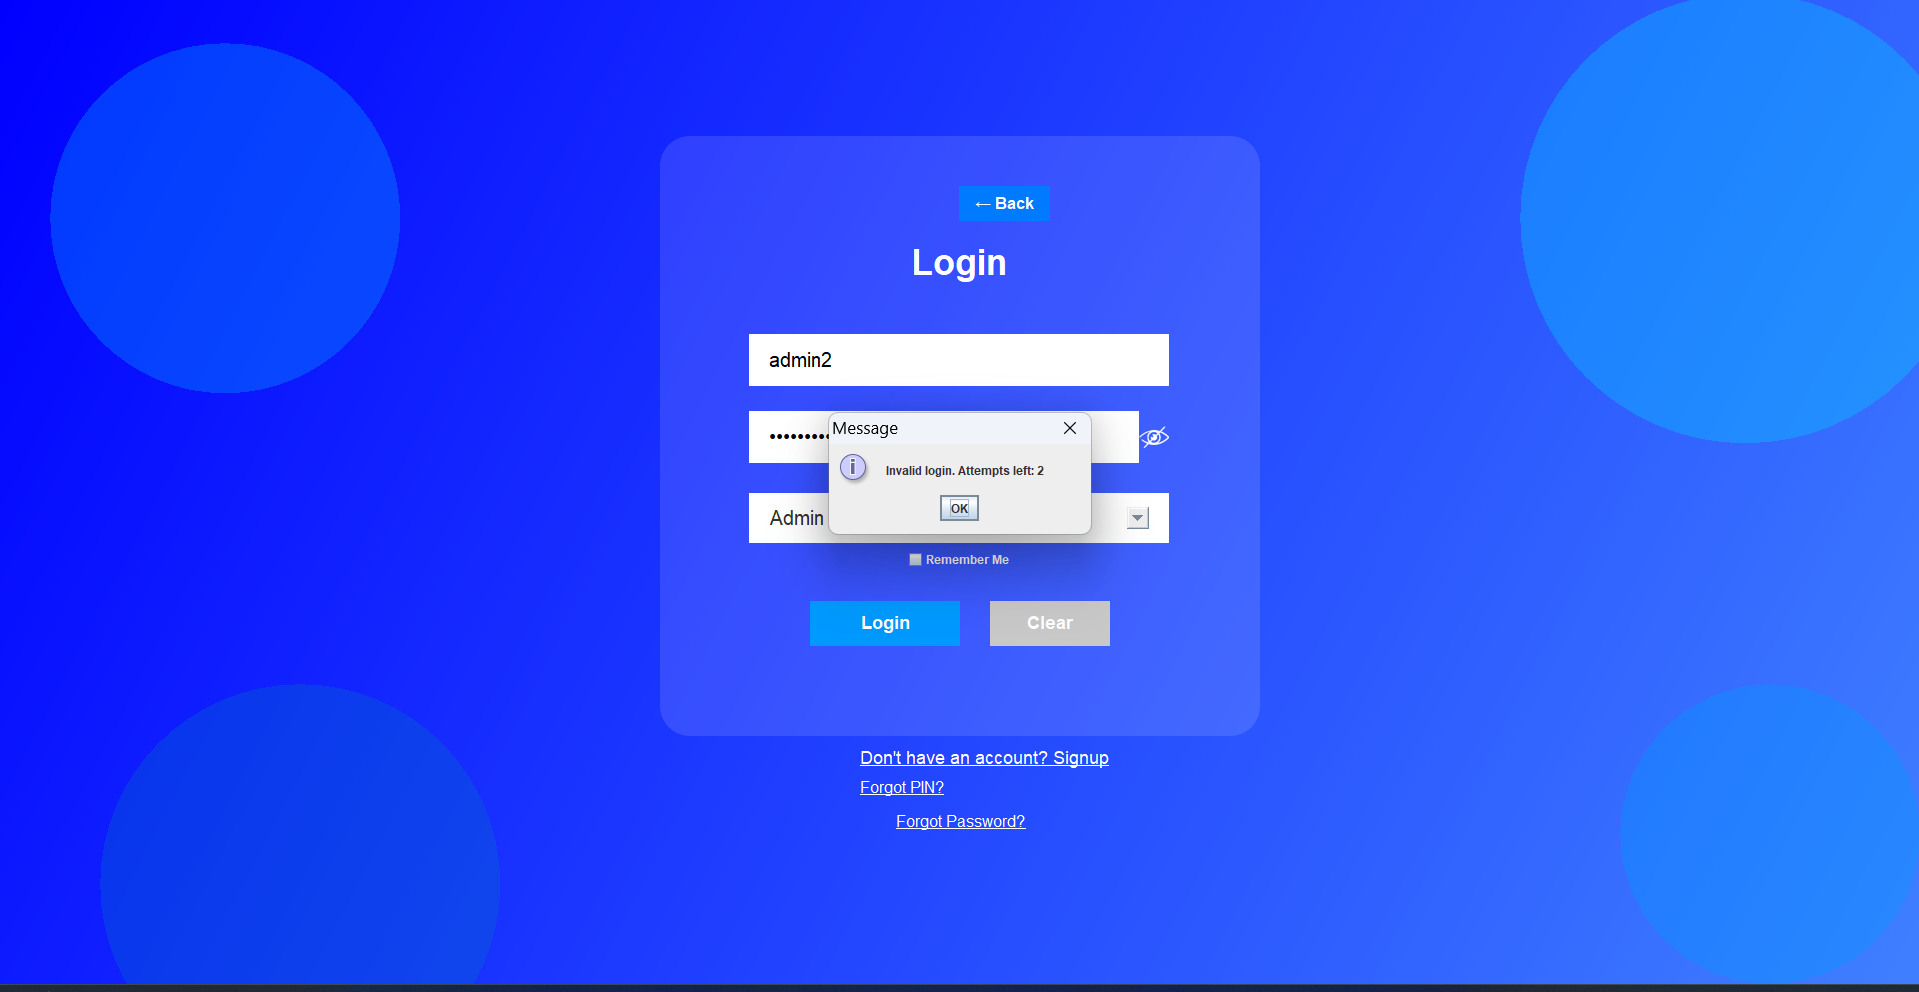 ← Back
Login
admin2
••••••••••
Message
Invalid login. Attempts left: 2
OK
Admin
Remember Me
Login Clear
Don't have an account? Signup
Forgot PIN?
Forgot Password?